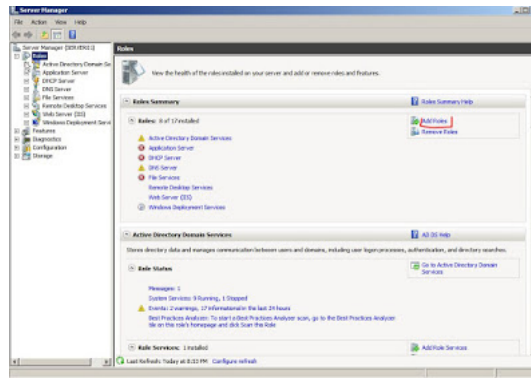 Server Manager
File Action View Help
Server Manager (SERVER01)
Roles
Active Directory Domain Se
Application Server
DHCP Server
DNS Server
File Services
Remote Desktop Services
Web Server (IIS)
Windows Deployment Servi
Features
Diagnostics
Configuration
Storage
Roles
View the health of the roles installed on your server and add or remove roles and features.
Roles Summary
Roles Summary Help
Roles: 8 of 17 installed
Add Roles
Remove Roles
Active Directory Domain Services
Application Server
DHCP Server
DNS Server
File Services
Remote Desktop Services
Web Server (IIS)
Windows Deployment Services
Active Directory Domain Services
AD DS Help
Stores directory data and manages communication between users and domains, including user logon processes, authentication, and directory searches.
Role Status
Go to Active Directory Domain Services
Messages: 1
System Services: 9 Running, 1 Stopped
Events: 2 warnings, 17 informational in the last 24 hours
Best Practices Analyzer: To start a Best Practices Analyzer scan, go to the Best Practices Analyzer
tile on this role's homepage and click Scan this Role
Role Services: 1 installed
Add Role Services
Last Refresh: Today at 8:12 PM Configure refresh